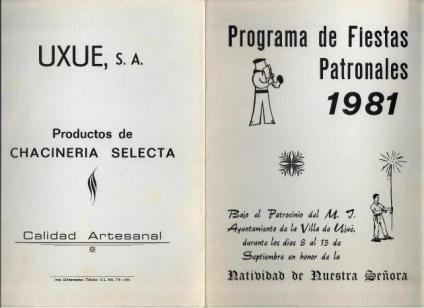 UXUE, S. A.
Productos de
CHACINERIA SELECTA
Calidad Artesanal
Programa de Fiestas
Patronales
1981
Bajo el Patrocinio del M. I.
Ayuntamiento de la Villa de Ujué,
durante los días 8 al 13 de
Septiembre en honor de la
Natividad de Nuestra Señora